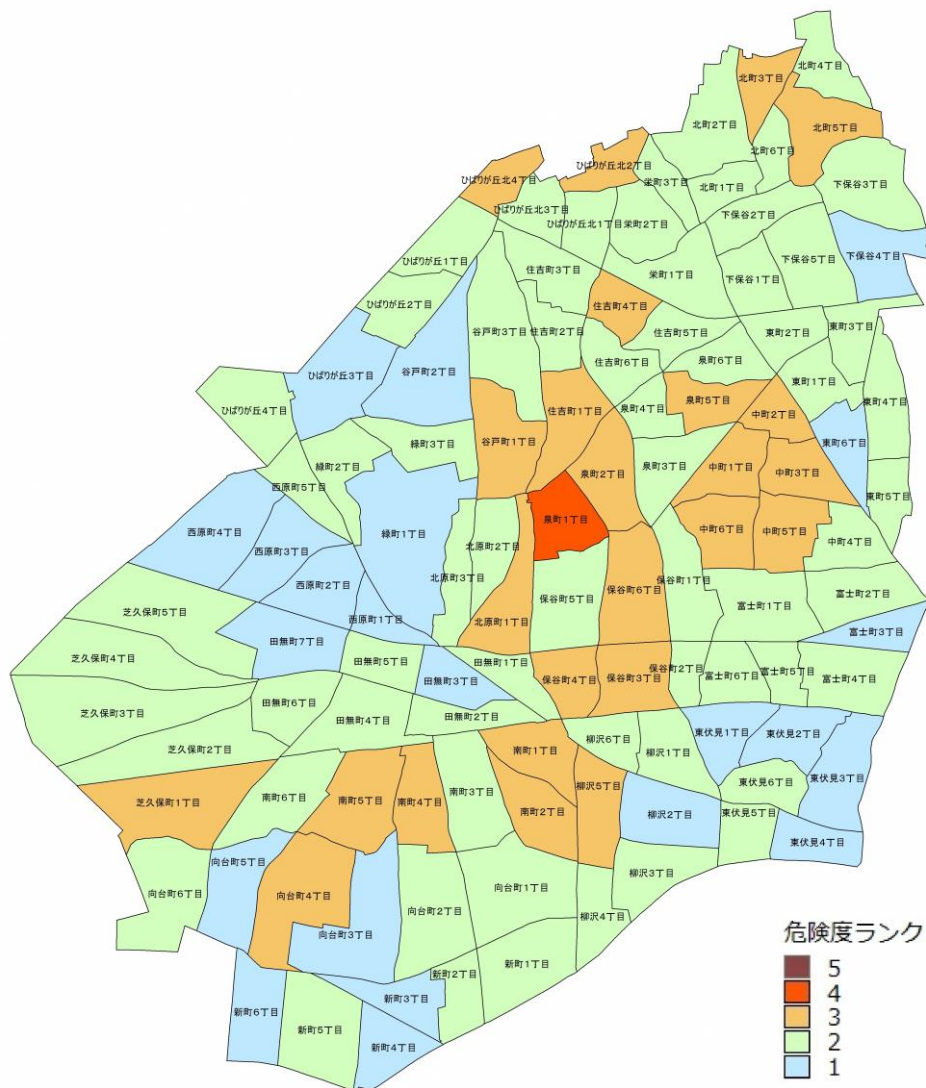 北町4丁目
北町3丁目
北町5丁目
北町2丁目
北町6丁目
ひばりが丘北2丁目
ひばりが丘北4丁目
栄町3丁目
北町1丁目
下保谷3丁目
ひばりが丘北3丁目
下保谷2丁目
ひばりが丘北1丁目
栄町2丁目
下保谷4丁目
下保谷5丁目
ひばりが丘1丁目
住吉町3丁目
栄町1丁目
下保谷1丁目
ひばりが丘2丁目
住吉町4丁目
谷戸町3丁目
住吉町2丁目
住吉町5丁目
東町2丁目
東町3丁目
住吉町6丁目
泉町6丁目
ひばりが丘3丁目
谷戸町2丁目
東町1丁目
泉町5丁目
東町4丁目
ひばりが丘4丁目
住吉町1丁目
泉町4丁目
中町2丁目
谷戸町1丁目
緑町3丁目
東町6丁目
緑町2丁目
泉町2丁目
泉町3丁目
中町1丁目
中町3丁目
西原町5丁目
東町5丁目
泉町1丁目
西原町4丁目
緑町1丁目
中町6丁目
中町5丁目
中町4丁目
北原町2丁目
西原町3丁目
北原町3丁目
保谷町1丁目
西原町2丁目
保谷町6丁目
保谷町5丁目
富士町2丁目
芝久保町5丁目
富士町1丁目
西原町1丁目
北原町1丁目
富士町3丁目
田無町7丁目
芝久保町4丁目
田無町5丁目
田無町1丁目
保谷町2丁目
田無町3丁目
保谷町4丁目
保谷町3丁目
富士町6丁目
富士町5丁目
富士町4丁目
田無町6丁目
芝久保町3丁目
田無町4丁目
田無町2丁目
東伏見1丁目
東伏見2丁目
柳沢6丁目
芝久保町2丁目
南町1丁目
柳沢1丁目
東伏見3丁目
東伏見6丁目
柳沢5丁目
南町3丁目
南町6丁目
南町5丁目
南町4丁目
芝久保町1丁目
南町2丁目
柳沢2丁目
東伏見5丁目
東伏見4丁目
向台町5丁目
柳沢3丁目
向台町6丁目
向台町4丁目
向台町1丁目
向台町2丁目
柳沢4丁目
向台町3丁目
新町1丁目
新町2丁目
新町3丁目
新町6丁目
新町5丁目
新町4丁目
危険度ランク
5
4
3
2
1